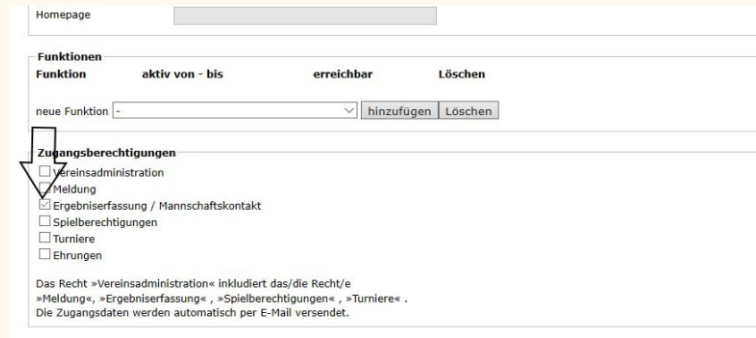 Homepage
Funktionen
Funktion aktiv von - bis erreichbar Löschen
neue Funktion - hinzufügen Löschen
Zugangsberechtigungen
Vereinsadministration
Meldung
Ergebniserfassung / Mannschaftskontakt
Spielberechtigungen
Turniere
Ehrungen
Das Recht »Vereinsadministration« inkludiert das/die Recht/e
»Meldung«, »Ergebniserfassung« , »Spielberechtigungen« , »Turniere« .
Die Zugangsdaten werden automatisch per E-Mail versendet.